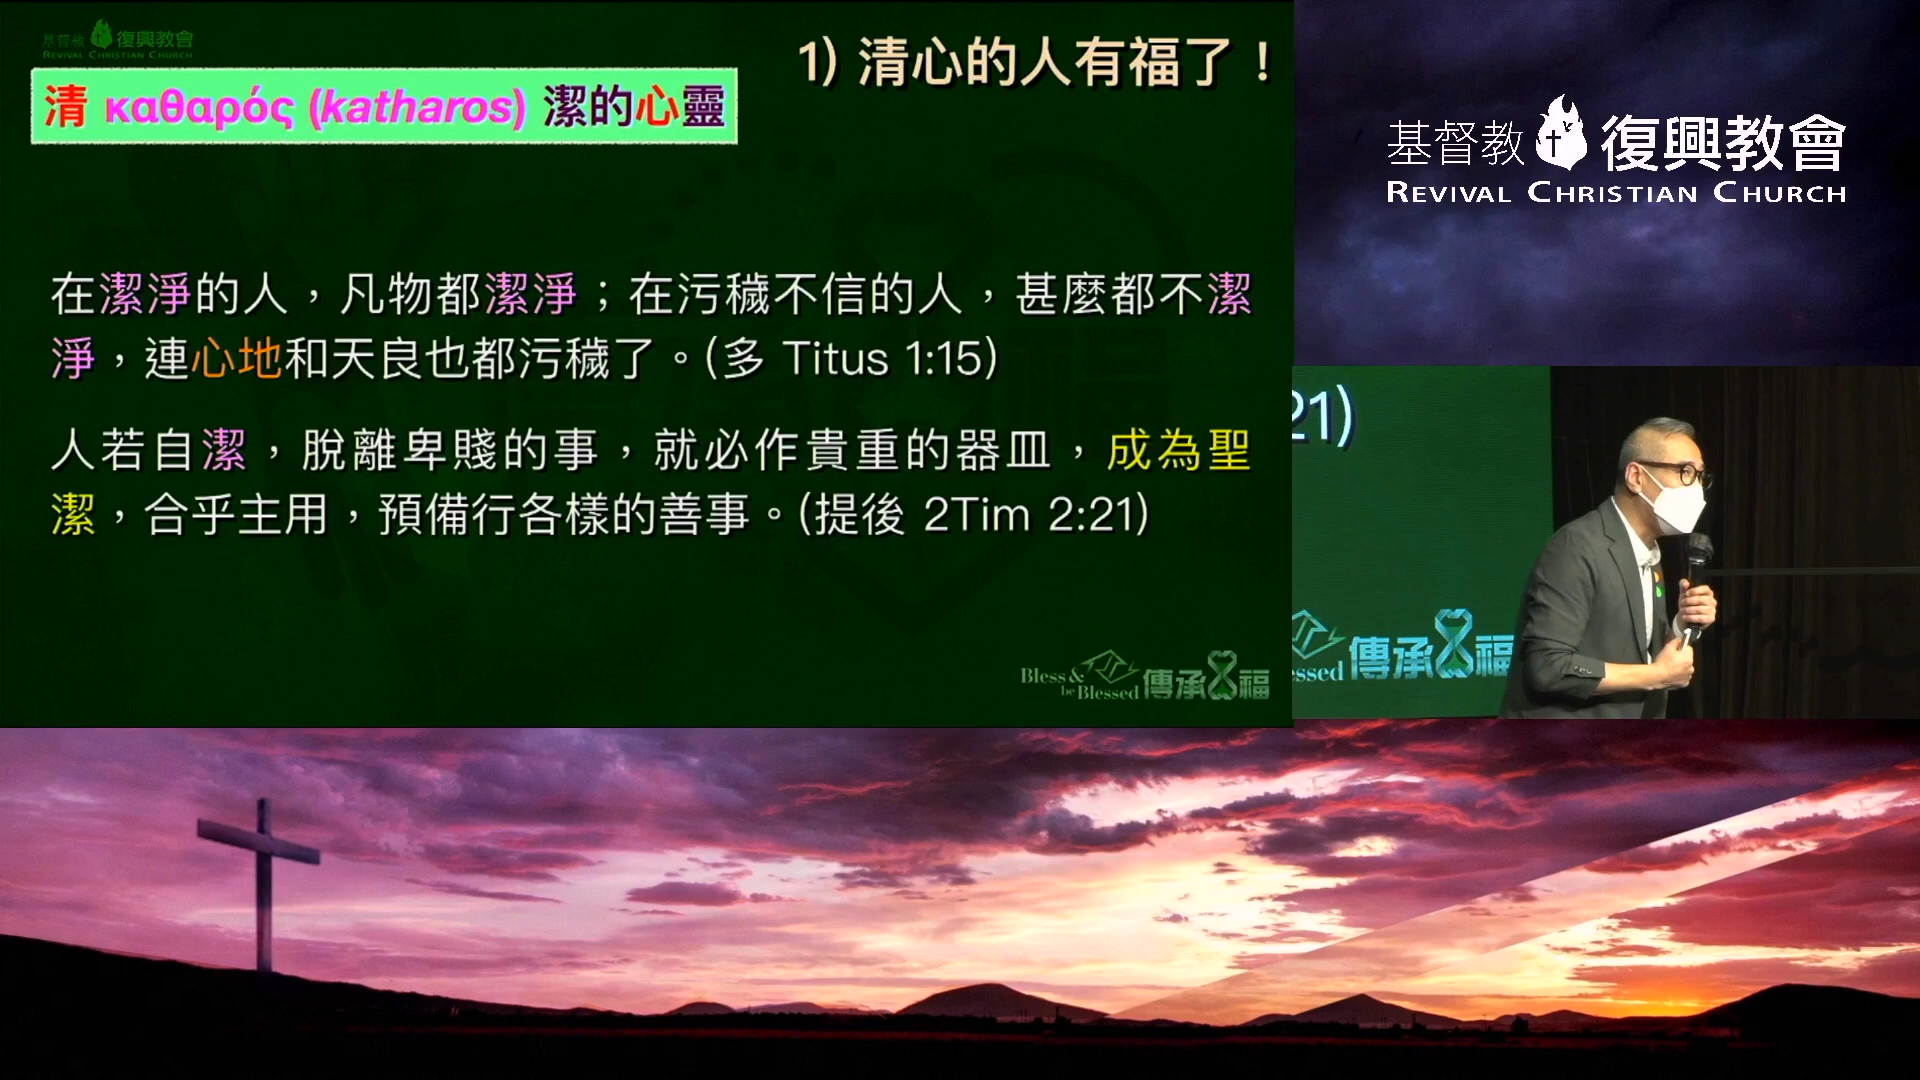 基督教 復興教會
REVIVAL CHRISTIAN CHURCH
1) 清心的人有福了！
清 καθαρός (katharos) 潔的心靈
在潔淨的人，凡物都潔淨；在污穢不信的人，甚麼都不潔
淨，連心地和天良也都污穢了。(多 Titus 1:15)
人若自潔，脫離卑賤的事，就必作貴重的器皿，成為聖
潔，合乎主用，預備行各樣的善事。(提後 2Tim 2:21)
Bless & be Blessed 傳承 福
基督教 復興教會
REVIVAL CHRISTIAN CHURCH
21)
essed 傳承 福